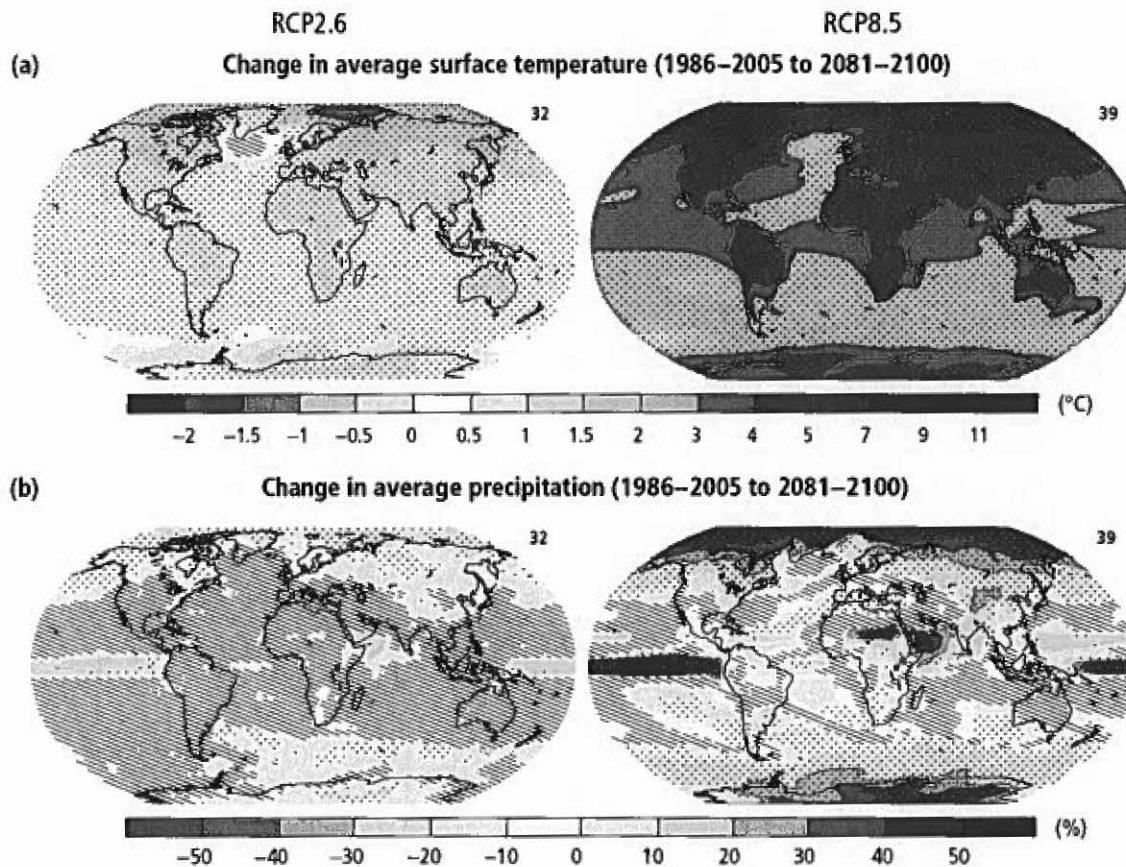 RCP2.6 RCP8.5
(a) Change in average surface temperature (1986–2005 to 2081–2100)
32 39
(°C)
−2 −1.5 −1 −0.5 0 0.5 1 1.5 2 3 4 5 7 9 11
(b) Change in average precipitation (1986–2005 to 2081–2100)
32 39
(%)
−50 −40 −30 −20 −10 0 10 20 30 40 50